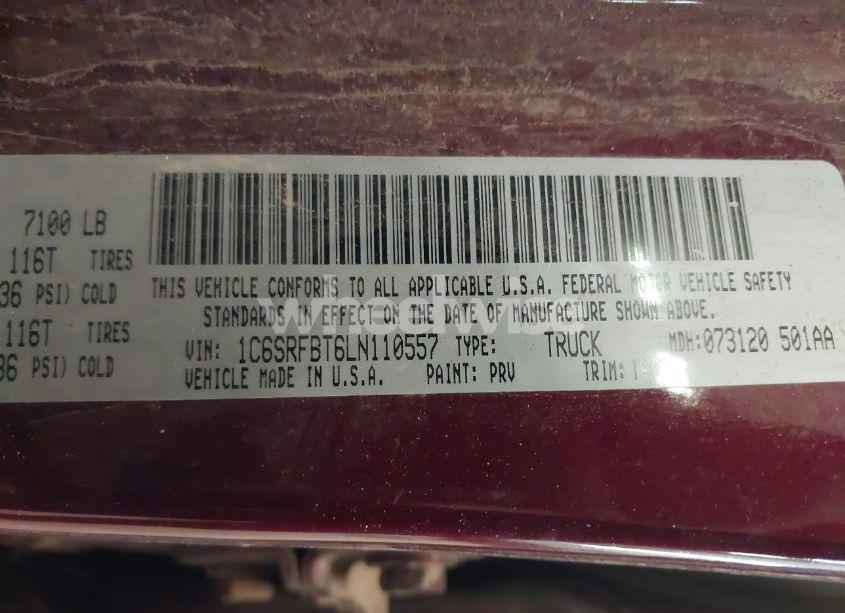 7100 LB
116T TIRES
36 PSI) COLD
116T TIRES
36 PSI) COLD
THIS VEHICLE CONFORMS TO ALL APPLICABLE U.S.A. FEDERAL MOTOR VEHICLE SAFETY
STANDARDS IN EFFECT ON THE DATE OF MANUFACTURE SHOWN ABOVE.
VIN: 1C6SRFBT6LN110557 TYPE: TRUCK MDH:073120 501AA
VEHICLE MADE IN U.S.A. PAINT: PRV TRIM: